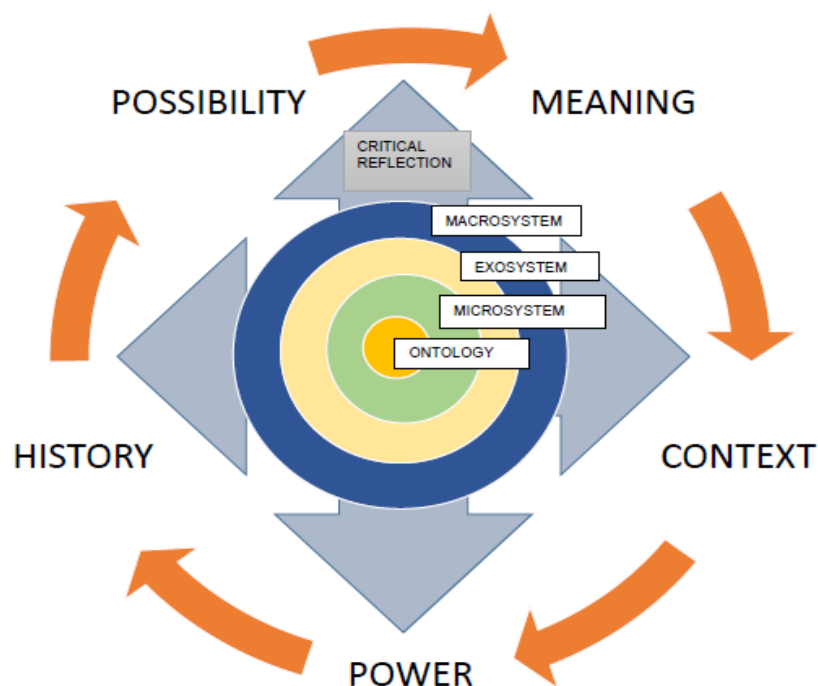 POSSIBILITY
MEANING
CRITICAL
REFLECTION
MACROSYSTEM
EXOSYSTEM
MICROSYSTEM
ONTOLOGY
HISTORY
CONTEXT
POWER